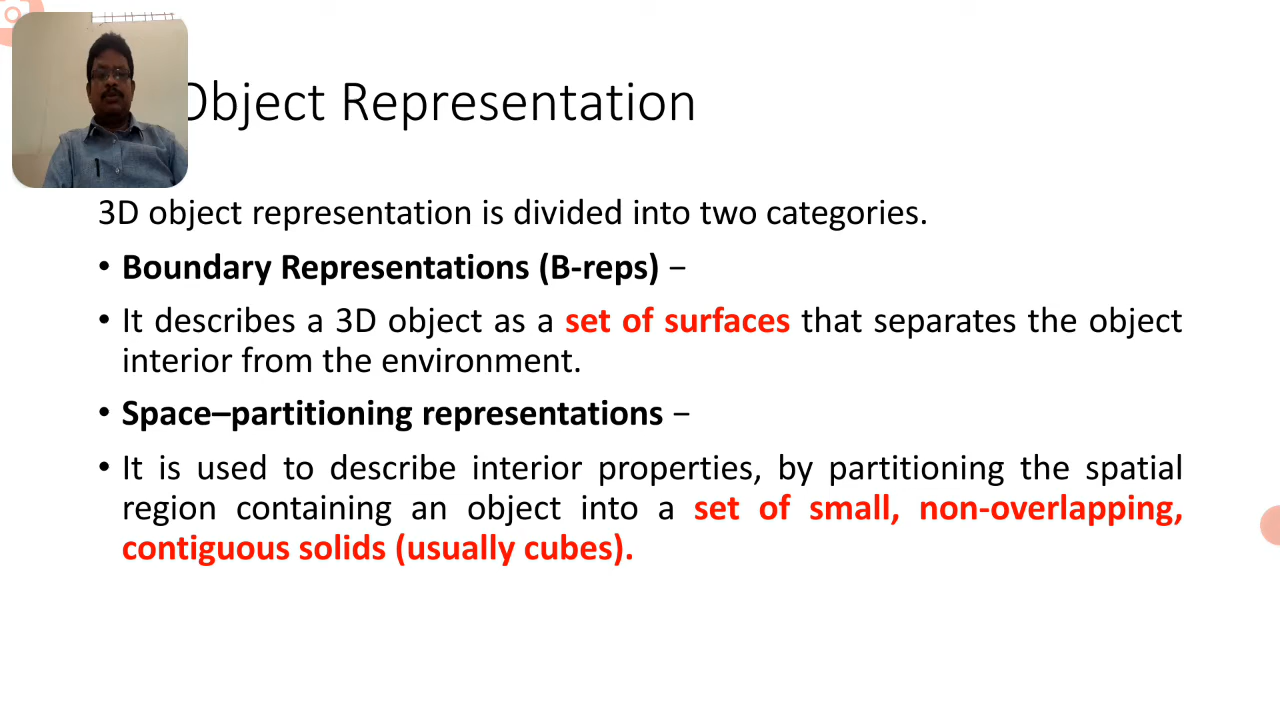 Object Representation
3D object representation is divided into two categories.
• Boundary Representations (B-reps) −
• It describes a 3D object as a set of surfaces that separates the object
interior from the environment.
• Space–partitioning representations −
• It is used to describe interior properties, by partitioning the spatial
region containing an object into a set of small, non-overlapping,
contiguous solids (usually cubes).